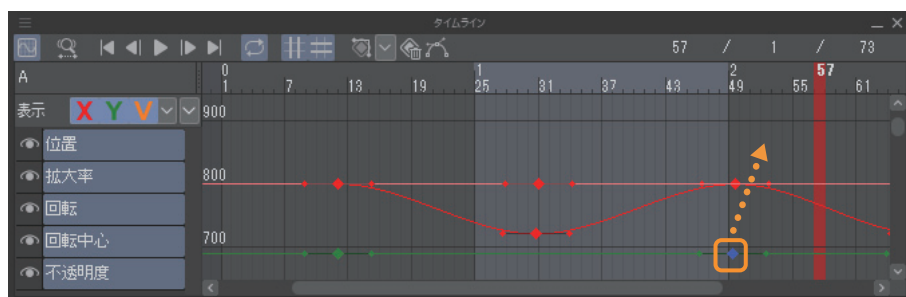 タイムライン
57 / 1 / 73
A
0 1 2 57
1 7 13 19 25 31 37 43 49 55 61
表示 X Y V
900
位置
拡大率
800
回転
回転中心
700
不透明度